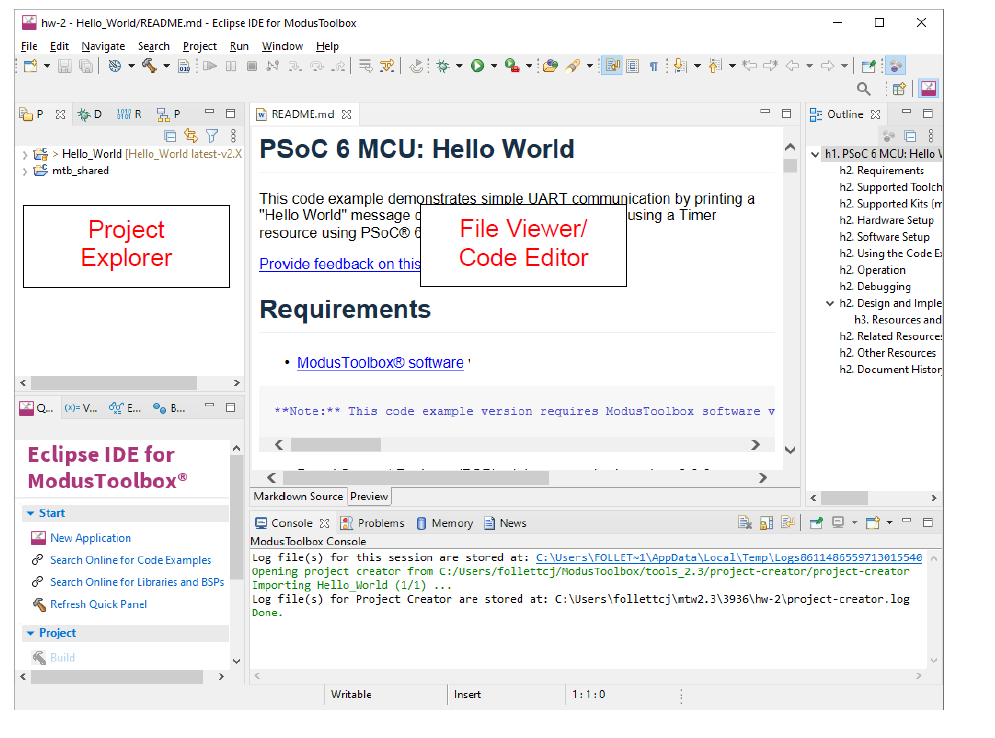 hw-2 - Hello_World/README.md - Eclipse IDE for ModusToolbox
File Edit Navigate Search Project Run Window Help
P D R P
README.md
Outline
> Hello_World [Hello_World latest-v2.X
mtb_shared
Project
Explorer
PSoC 6 MCU: Hello World
This code example demonstrates simple UART communication by printing a
"Hello World" message o using a Timer
resource using PSoC® 6
Provide feedback on this
File Viewer/
Code Editor
Requirements
• ModusToolbox® software
**Note:** This code example version requires ModusToolbox software v
Markdown Source Preview
h1. PSoC 6 MCU: Hello W
h2. Requirements
h2. Supported Toolch
h2. Supported Kits (m
h2. Hardware Setup
h2. Software Setup
h2. Using the Code Ex
h2. Operation
h2. Debugging
h2. Design and Imple
h3. Resources and
h2. Related Resources
h2. Other Resources
h2. Document History
Q... (x)= V... E... B...
Eclipse IDE for
ModusToolbox®
Start
New Application
Search Online for Code Examples
Search Online for Libraries and BSPs
Refresh Quick Panel
Project
Build
Console Problems Memory News
ModusToolbox Console
Log file(s) for this session are stored at: C:\Users\FOLLET~1\AppData\Local\Temp\Logs8611486559713015540
Opening project creator from C:/Users/follettcj/ModusToolbox/tools_2.3/project-creator/project-creator
Importing Hello_World (1/1) ...
Log file(s) for Project Creator are stored at: C:\Users\follettcj\mtw2.3\3936\hw-2\project-creator.log
Done.
Writable Insert 1:1:0